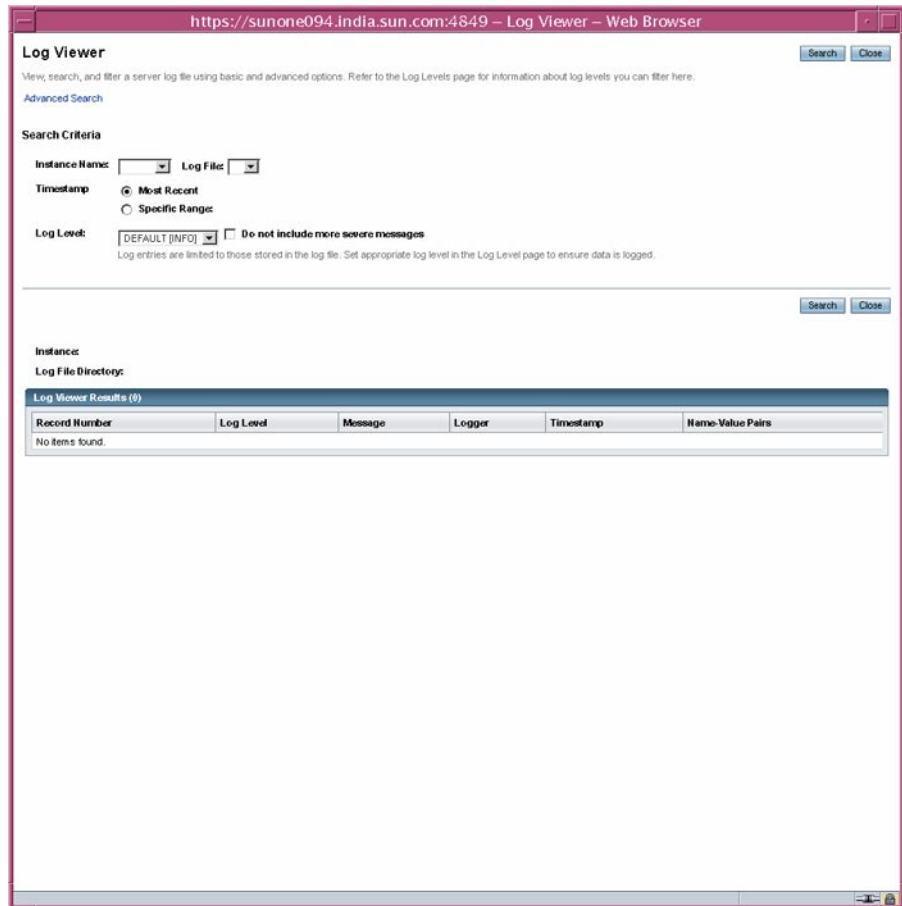 https://sunone094.india.sun.com:4849 – Log Viewer – Web Browser
Log Viewer
Search Close
View, search, and filter a server log file using basic and advanced options. Refer to the Log Levels page for information about log levels you can filter here.
Advanced Search
Search Criteria
Instance Name: Log File:
Timestamp Most Recent
Specific Range:
Log Level: DEFAULT [INFO] Do not include more severe messages
Log entries are limited to those stored in the log file. Set appropriate log level in the Log Level page to ensure data is logged.
Search Close
Instance:
Log File Directory:
Log Viewer Results (0)
Record Number Log Level Message Logger Timestamp Name-Value Pairs
No items found.